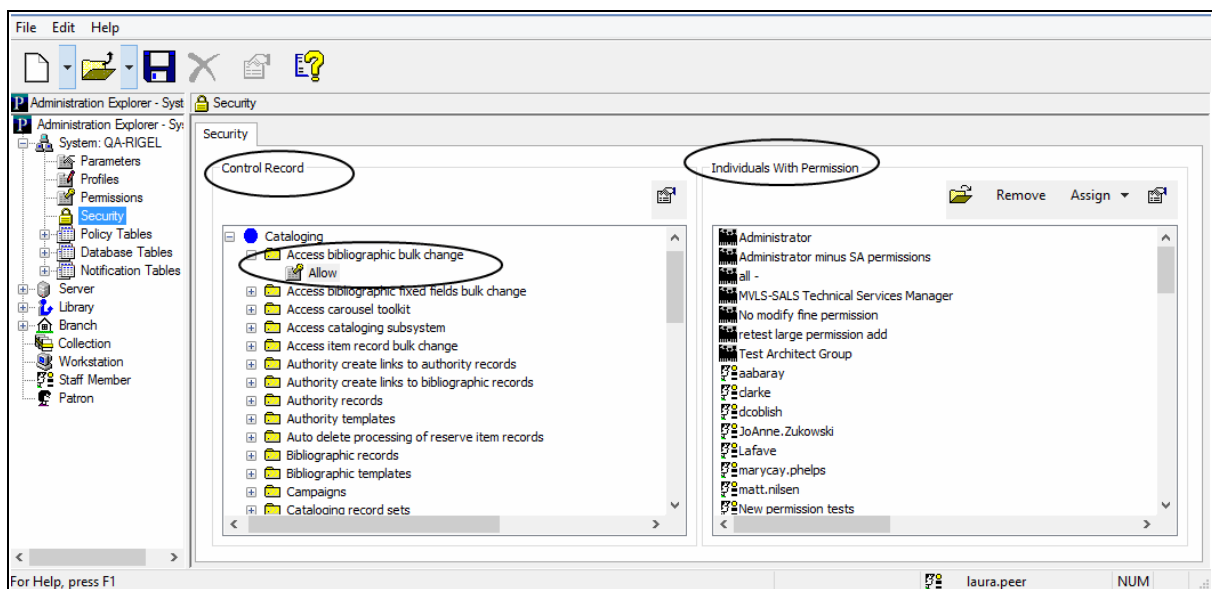 File Edit Help
Administration Explorer - Syst
Security
Administration Explorer - Sy
System: QA-RIGEL
Parameters
Profiles
Permissions
Security
Policy Tables
Database Tables
Notification Tables
Server
Library
Branch
Collection
Workstation
Staff Member
Patron
Security
Control Record
Cataloging
Access bibliographic bulk change
Allow
Access bibliographic fixed fields bulk change
Access carousel toolkit
Access cataloging subsystem
Access item record bulk change
Authority create links to authority records
Authority create links to bibliographic records
Authority records
Authority templates
Auto delete processing of reserve item records
Bibliographic records
Bibliographic templates
Campaigns
Cataloging record sets
Individuals With Permission
Remove Assign
Administrator
Administrator minus SA permissions
all -
MVLS-SALS Technical Services Manager
No modify fine permission
retest large permission add
Test Architect Group
aabaray
clarke
dcoblish
JoAnne.Zukowski
Lafave
marycay.phelps
matt.nilsen
New permission tests
For Help, press F1
laura.peer
NUM